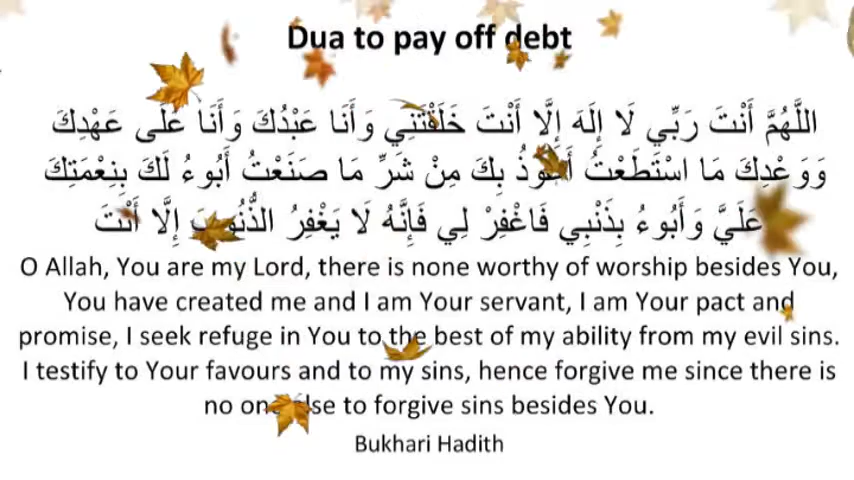 Dua to pay off debt
اللَّهُمَّ أَنْتَ رَبِّي لَا إِلَهَ إِلَّا أَنْتَ خَلَقْتَنِي وَأَنَا عَبْدُكَ وَأَنَا عَلَى عَهْدِكَ
وَوَعْدِكَ مَا اسْتَطَعْتُ أَعُوذُ بِكَ مِنْ شَرِّ مَا صَنَعْتُ أَبُوءُ لَكَ بِنِعْمَتِكَ
عَلَيَّ وَأَبُوءُ بِذَنْبِي فَاغْفِرْ لِي فَإِنَّهُ لَا يَغْفِرُ الذُّنُوبَ إِلَّا أَنْتَ
O Allah, You are my Lord, there is none worthy of worship besides You,
You have created me and I am Your servant, I am Your pact and
promise, I seek refuge in You to the best of my ability from my evil sins.
I testify to Your favours and to my sins, hence forgive me since there is
no one else to forgive sins besides You.
Bukhari Hadith